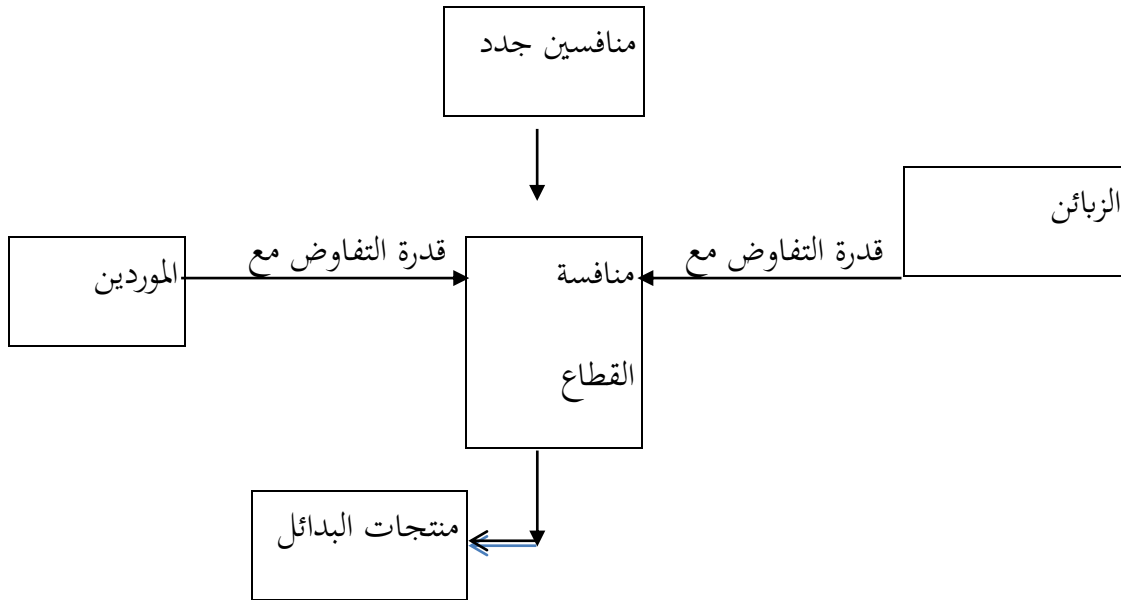 منافسين جدد
الزبائن
قدرة التفاوض مع
منافسة
القطاع
قدرة التفاوض مع
الموردين
منتجات البدائل